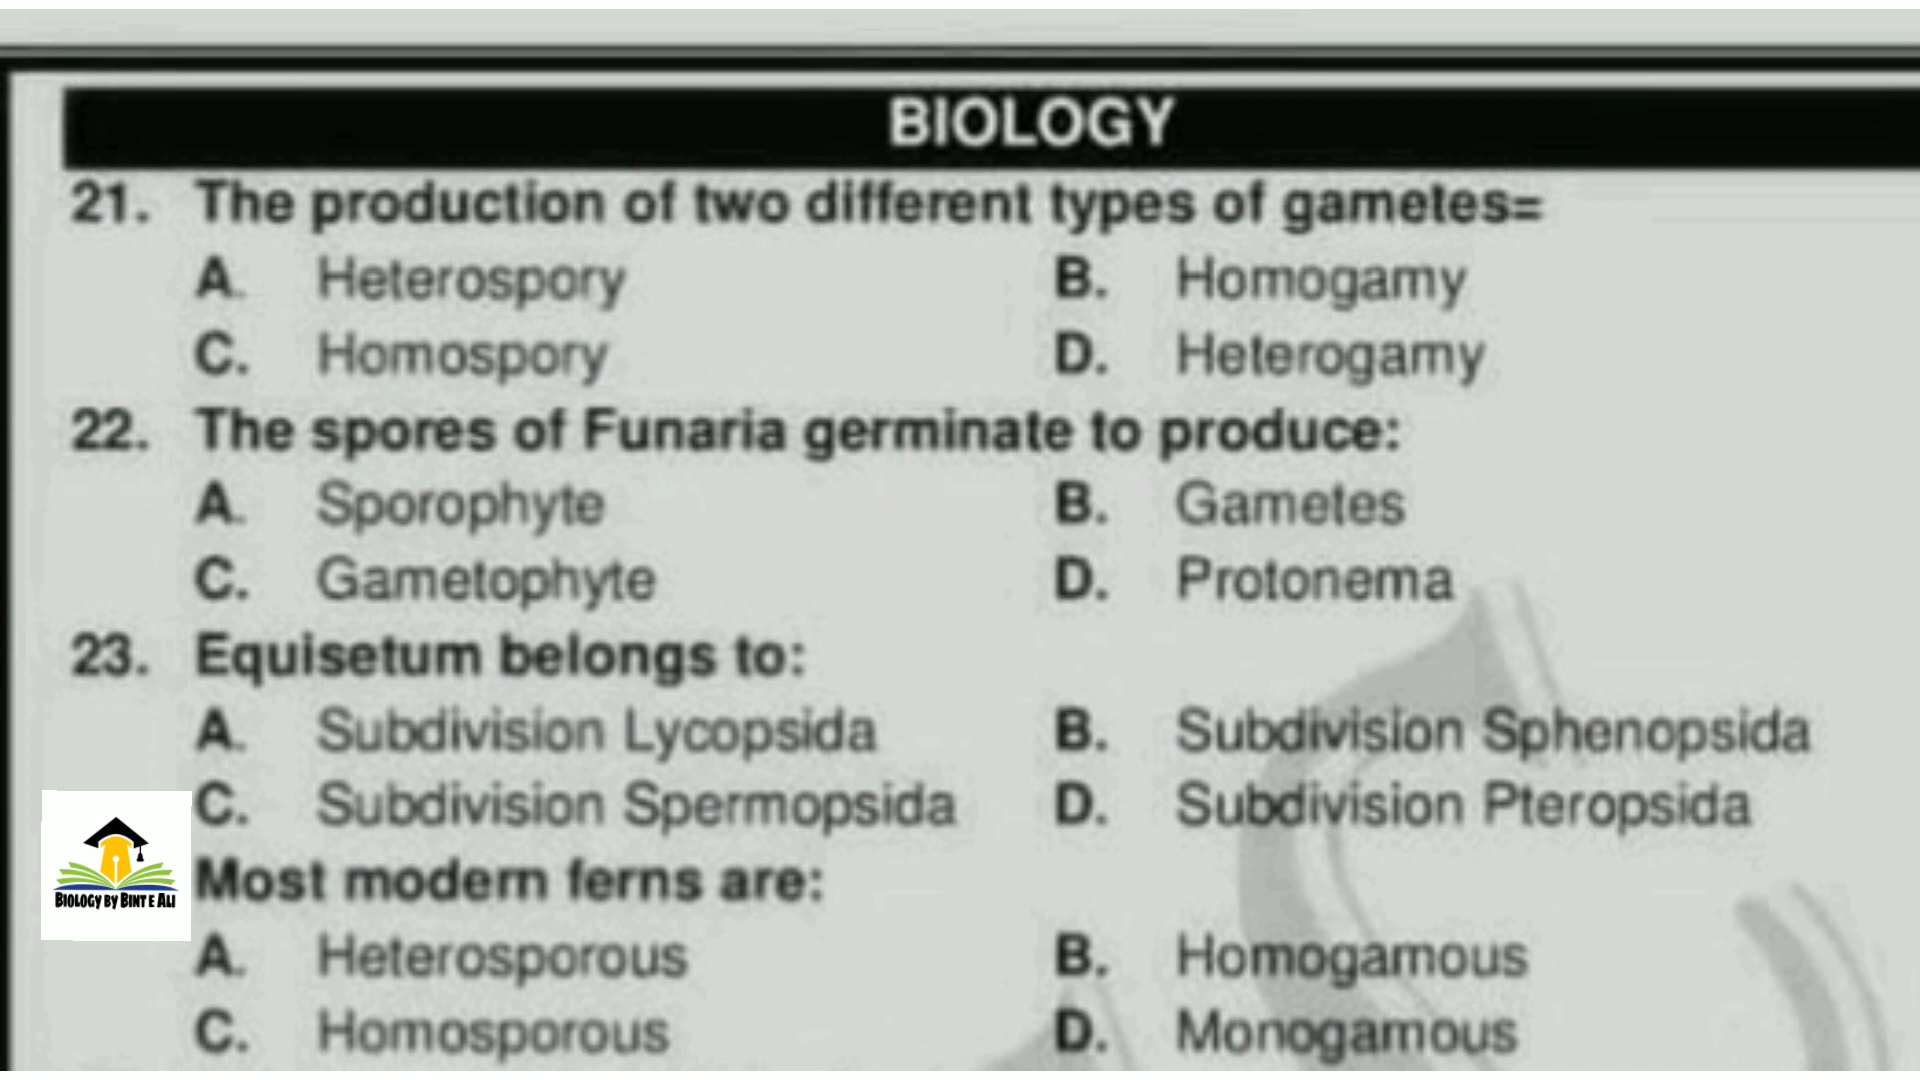 BIOLOGY
21. The production of two different types of gametes=
A. Heterospory B. Homogamy
C. Homospory D. Heterogamy
22. The spores of Funaria germinate to produce:
A. Sporophyte B. Gametes
C. Gametophyte D. Protonema
23. Equisetum belongs to:
A. Subdivision Lycopsida B. Subdivision Sphenopsida
C. Subdivision Spermopsida D. Subdivision Pteropsida
Most modern ferns are:
A. Heterosporous B. Homogamous
C. Homosporous D. Monogamous
BIOLOGY BY BINT E ALI